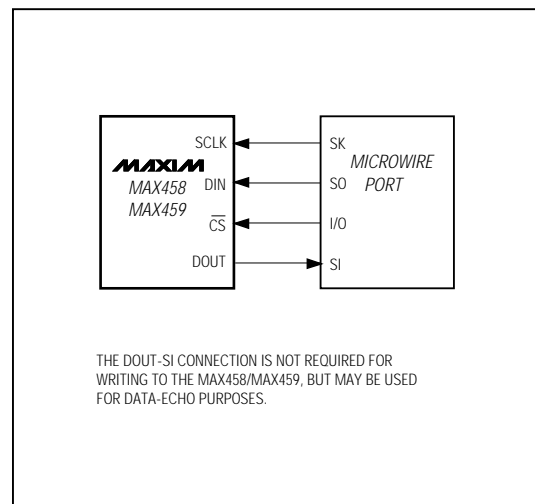 SCLK SK
MAXIM MICROWIRE
MAX458 DIN SO PORT
MAX459
CS I/O
DOUT SI
THE DOUT-SI CONNECTION IS NOT REQUIRED FOR
WRITING TO THE MAX458/MAX459, BUT MAY BE USED
FOR DATA-ECHO PURPOSES.